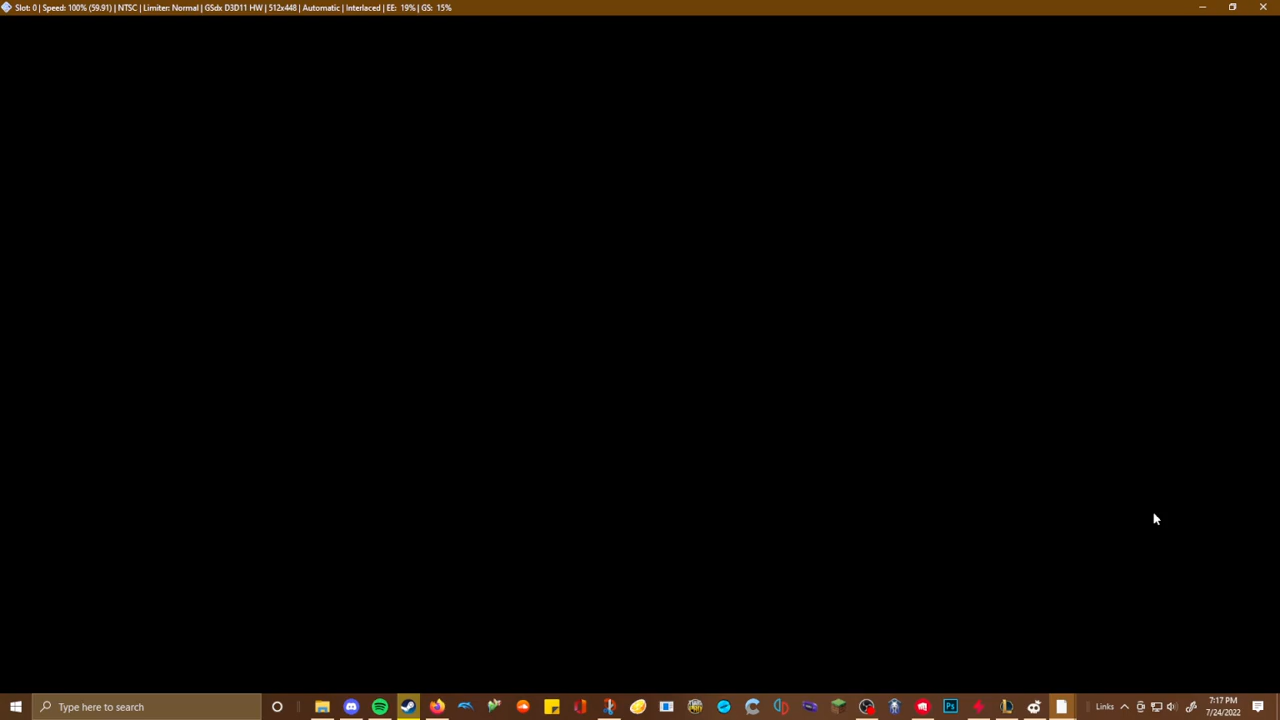 Slot: 0 | Speed: 100% (59.91) | NTSC | Limiter: Normal | GSdx D3D11 HW | 512x448 | Automatic | Interlaced | EE: 19% | GS: 15%
Type here to search
Ps
Links
7:17 PM
7/24/2022